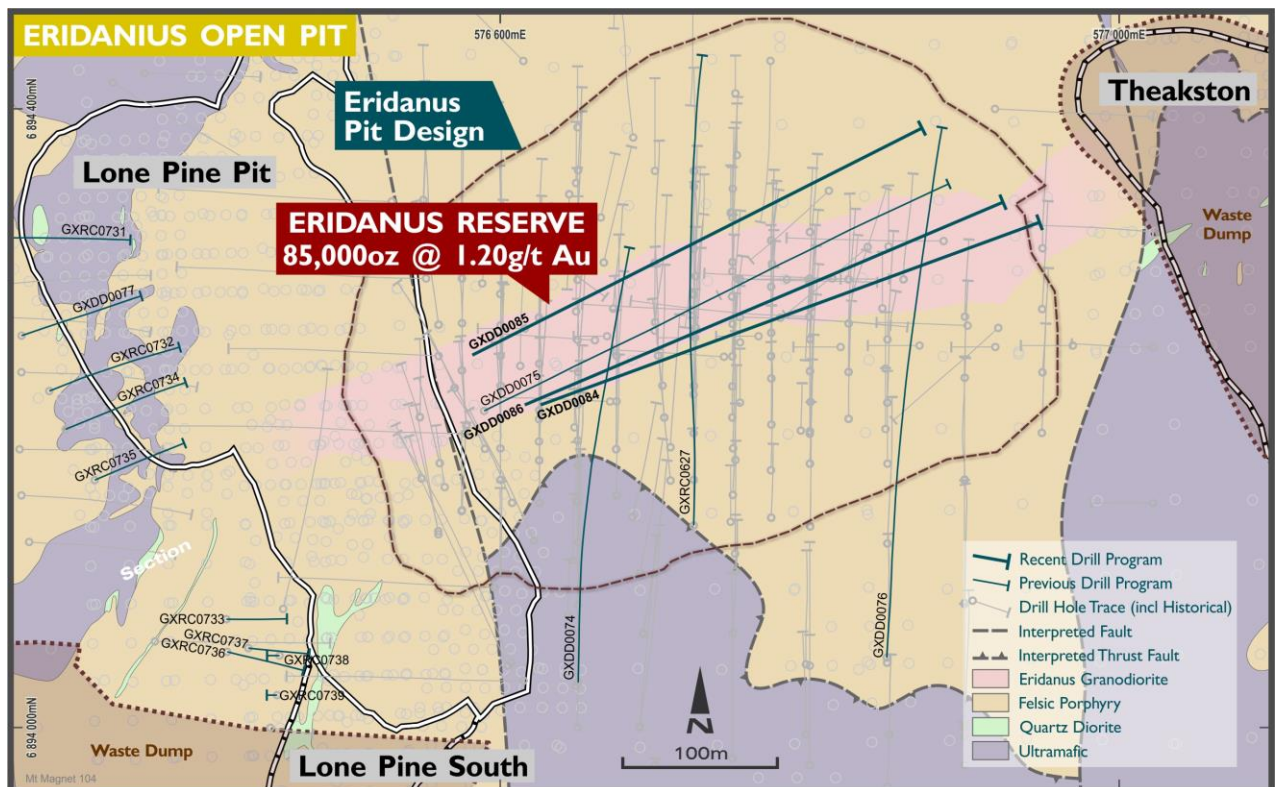 ERIDANIUS OPEN PIT
576 600mE
577 000mE
6 894 400mN
Theakston
Eridanus
Pit Design
Lone Pine Pit
ERIDANUS RESERVE
85,000oz @ 1.20g/t Au
Waste
Dump
GXRC0731
GXDD0077
GXRC0732
GXRC0734
GXRC0735
GXDD0085
GXDD0075
GXDD0086
GXDD0084
GXRC0627
GXDD0074
GXDD0076
Section
GXRC0733
GXRC0737
GXRC0736
GXRC0738
GXRC0739
6 894 000mN
Waste Dump
Mt Magnet 104
Lone Pine South
N
100m
Recent Drill Program
Previous Drill Program
Drill Hole Trace (incl Historical)
Interpreted Fault
Interpreted Thrust Fault
Eridanus Granodiorite
Felsic Porphyry
Quartz Diorite
Ultramafic